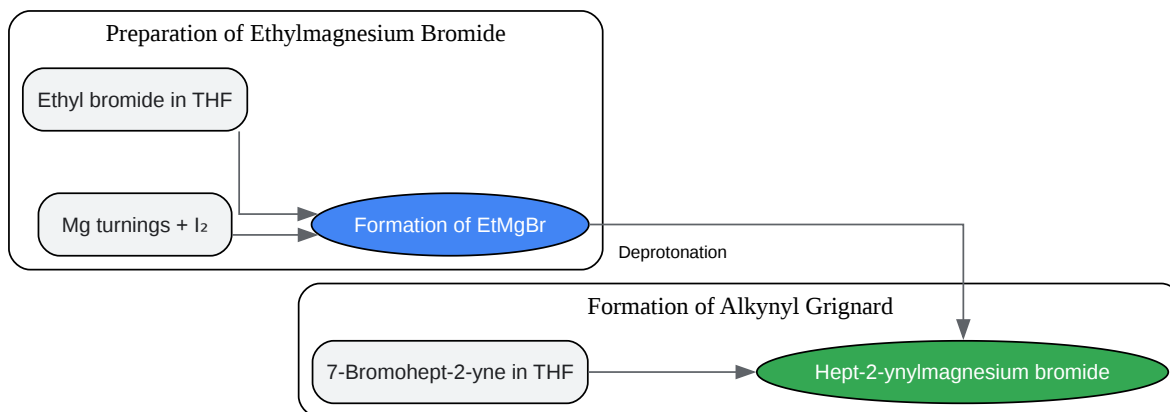 Preparation of Ethylmagnesium Bromide
Ethyl bromide in THF
Mg turnings + I₂
Formation of EtMgBr
Deprotonation
Formation of Alkynyl Grignard
7-Bromohept-2-yne in THF
Hept-2-ynylmagnesium bromide